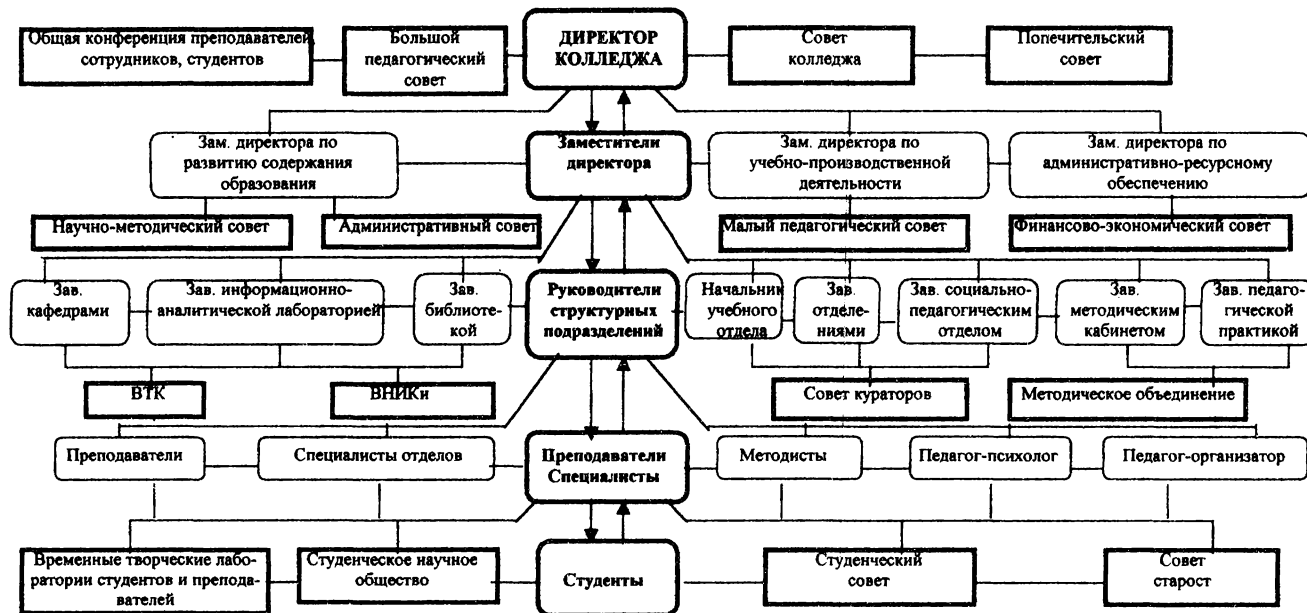 Общая конференция преподавателей,
сотрудников, студентов
Большой
педагогический
совет
ДИРЕКТОР
КОЛЛЕДЖА
Совет
колледжа
Попечительский
совет
Зам. директора по
развитию содержания
образования
Заместители
директора
Зам. директора по
учебно-производственной
деятельности
Зам. директора по
административно-ресурсному
обеспечению
Научно-методический совет
Административный совет
Малый педагогический совет
Финансово-экономический совет
Зав.
кафедрами
Зав. информационно-
аналитической лабораторией
Зав.
библиоте-
кой
Руководители
структурных
подразделений
Начальник
учебного
отдела
Зав.
отделе-
ниями
Зав. социально-
педагогическим
отделом
Зав.
методическим
кабинетом
Зав. педаго-
гической
практикой
ВТК
ВНИКи
Совет кураторов
Методическое объединение
Преподаватели
Специалисты отделов
Преподаватели
Специалисты
Методисты
Педагог-психолог
Педагог-организатор
Временные творческие лабо-
ратории студентов и препода-
вателей
Студенческое научное
общество
Студенты
Студенческий
совет
Совет
старост